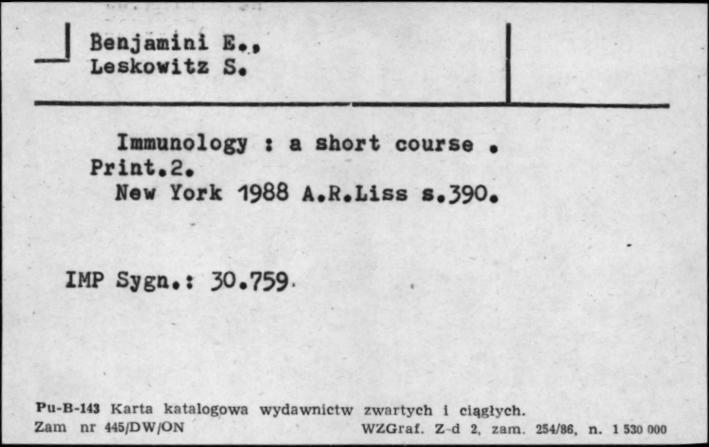 Benjamini E.,
Leskowitz S.
Immunology : a short course .
Print.2.
New York 1988 A.R.Liss s.390.
IMP Sygn.: 30.759.
Pu-B-143 Karta katalogowa wydawnictw zwartych i ciągłych.
Zam nr 445/DW/ON WZGraf. Z-d 2, zam. 254/86, n. 1 530 000